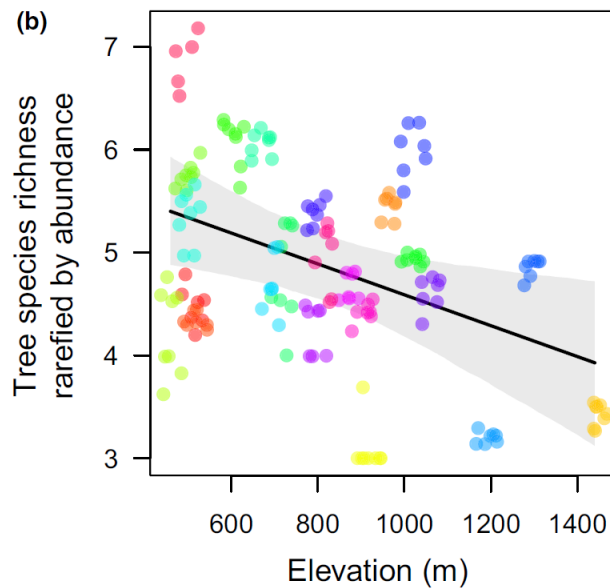 (b)
Tree species richness
rarefied by abundance
7
6
5
4
3
600 800 1000 1200 1400
Elevation (m)